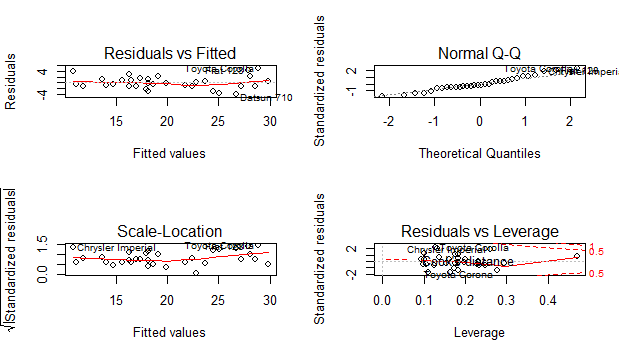 Residuals vs Fitted
Residuals
4
-4
Toyota Corolla
Fiat 128
Datsun 710
15
20
25
30
Fitted values
Normal Q-Q
Standardized residuals
2
-1
Toyota Corolla
Chrysler Imperial
-2
-1
0
1
2
Theoretical Quantiles
Scale-Location
√|Standardized residuals|
1.5
0.0
Chrysler Imperial
Toyota Corolla
15
20
25
30
Fitted values
Residuals vs Leverage
Standardized residuals
2
-2
Toyota Corolla
Chrysler Imperial
Cook's distance
Toyota Corona
1
0.5
0.5
0.0
0.1
0.2
0.3
0.4
Leverage